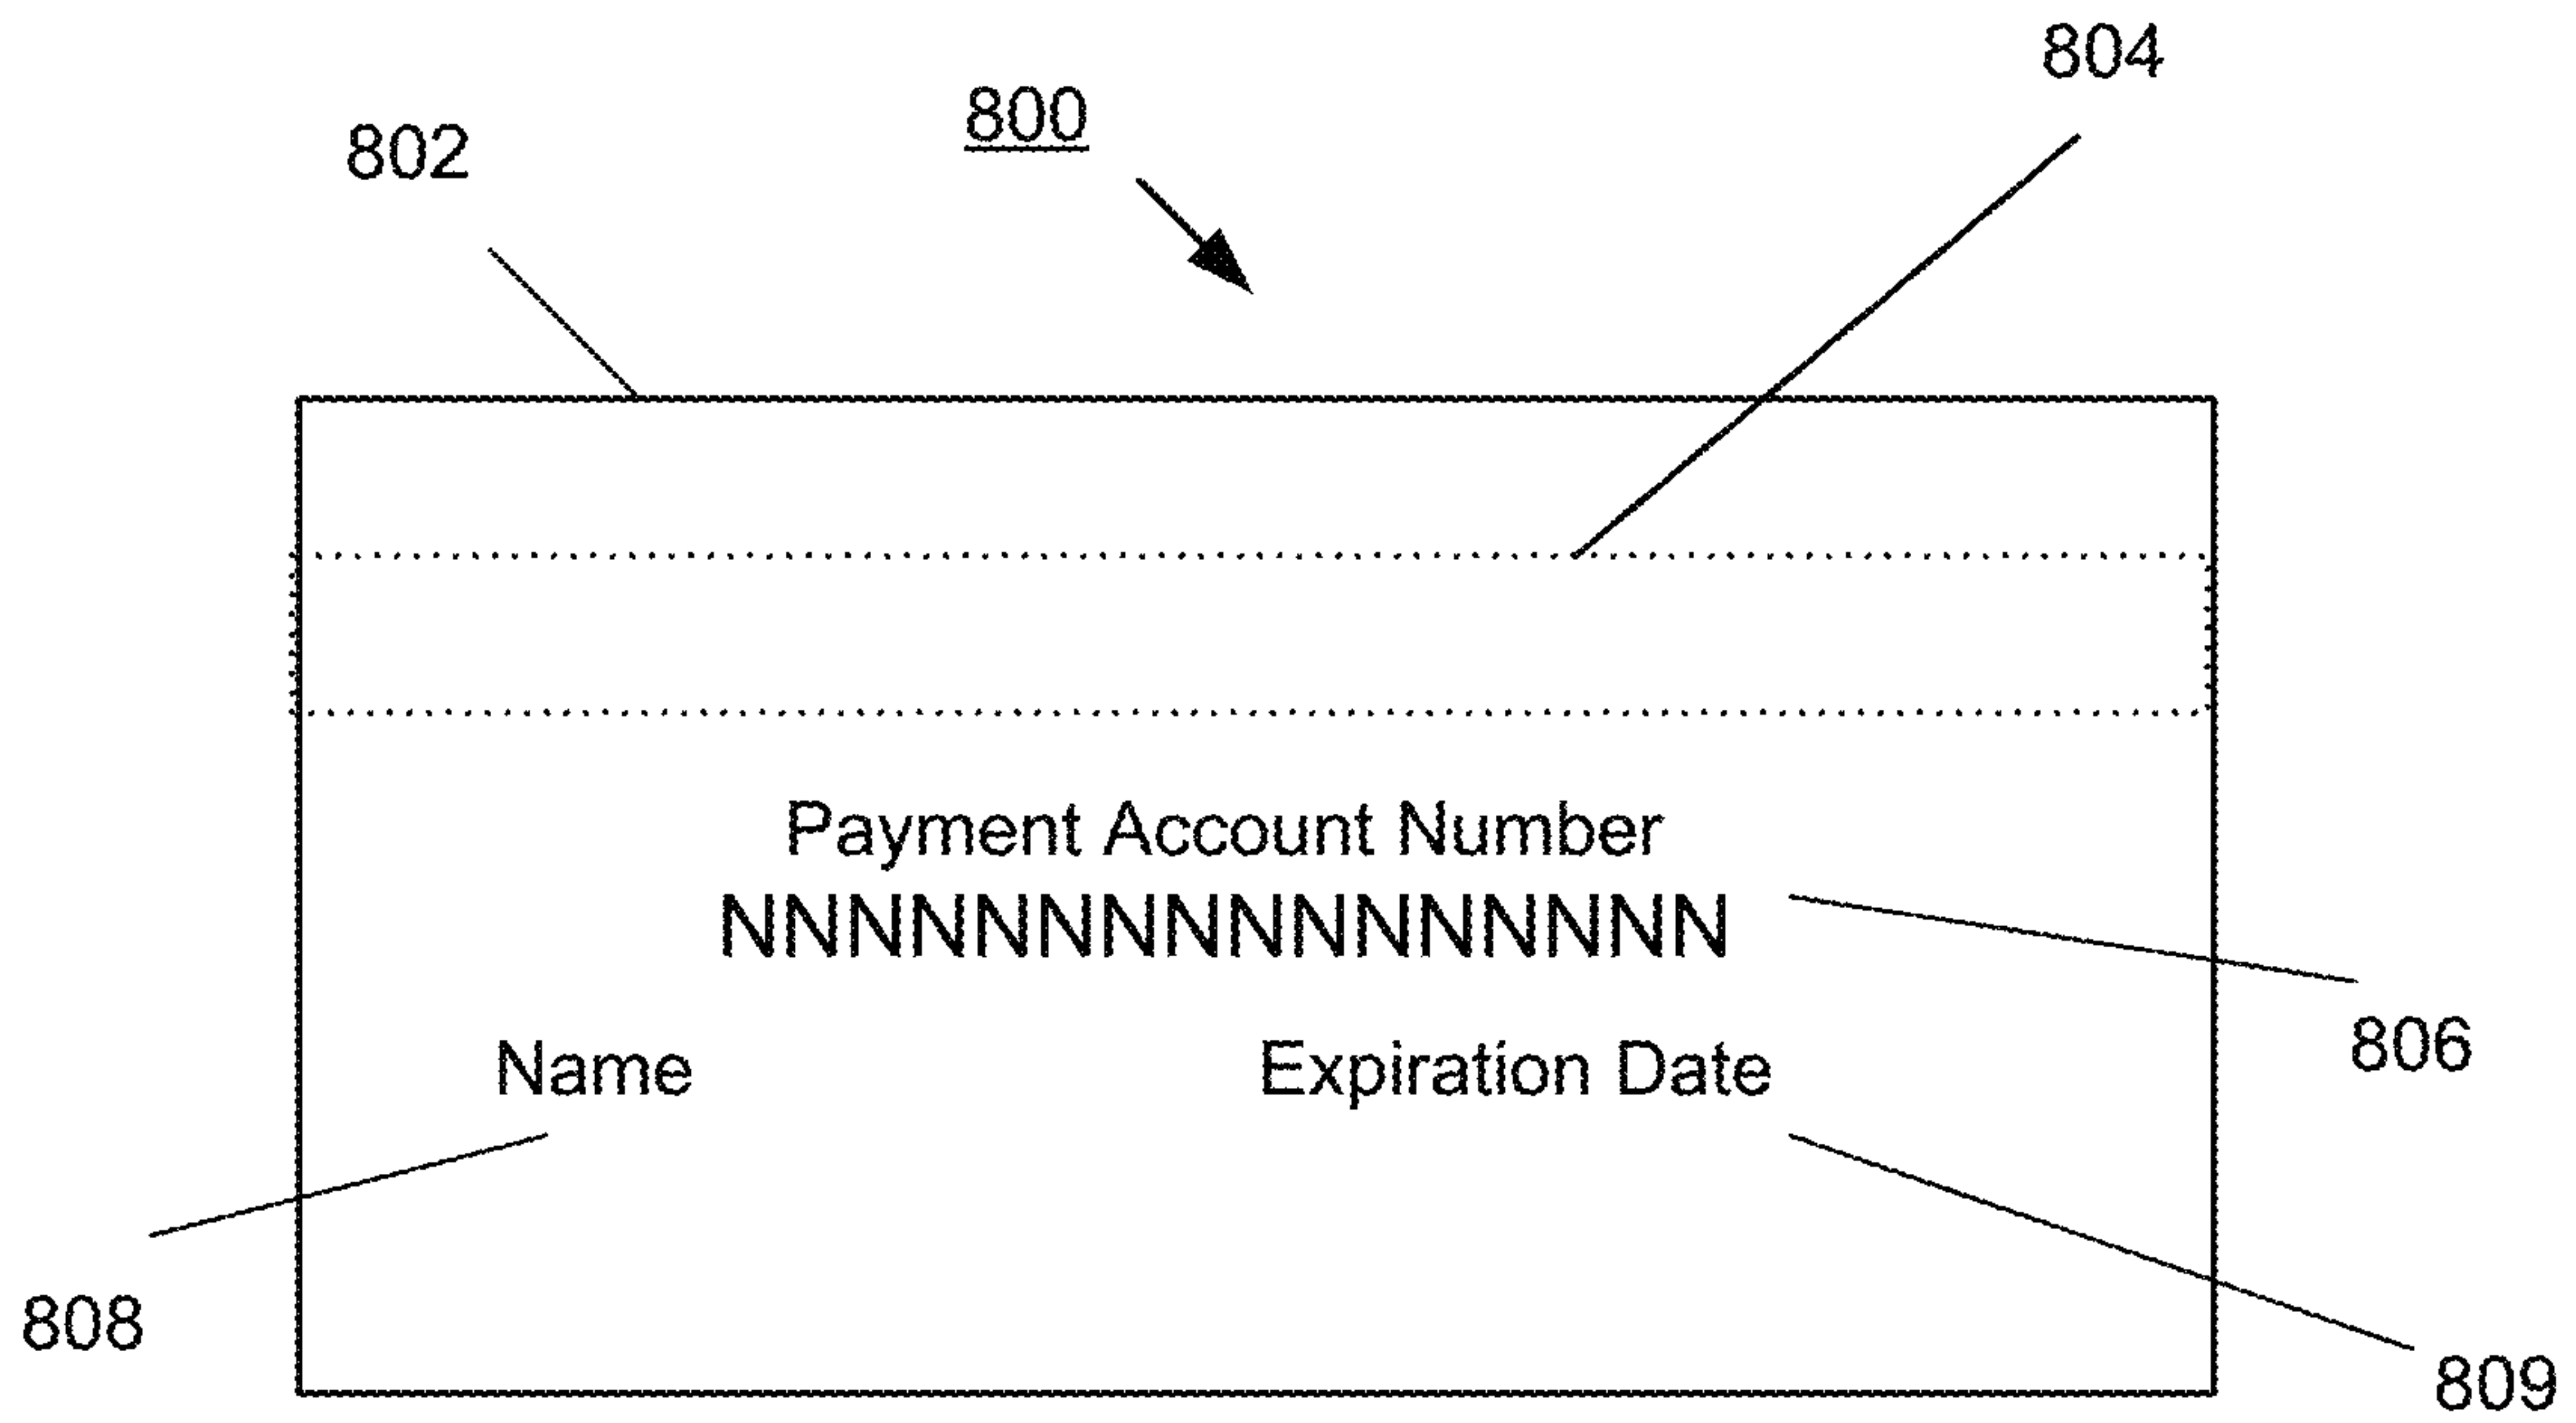 804
800
802
Payment Account Number
NNNNNNNNNNNNNNNN
806
Name Expiration Date
808
809